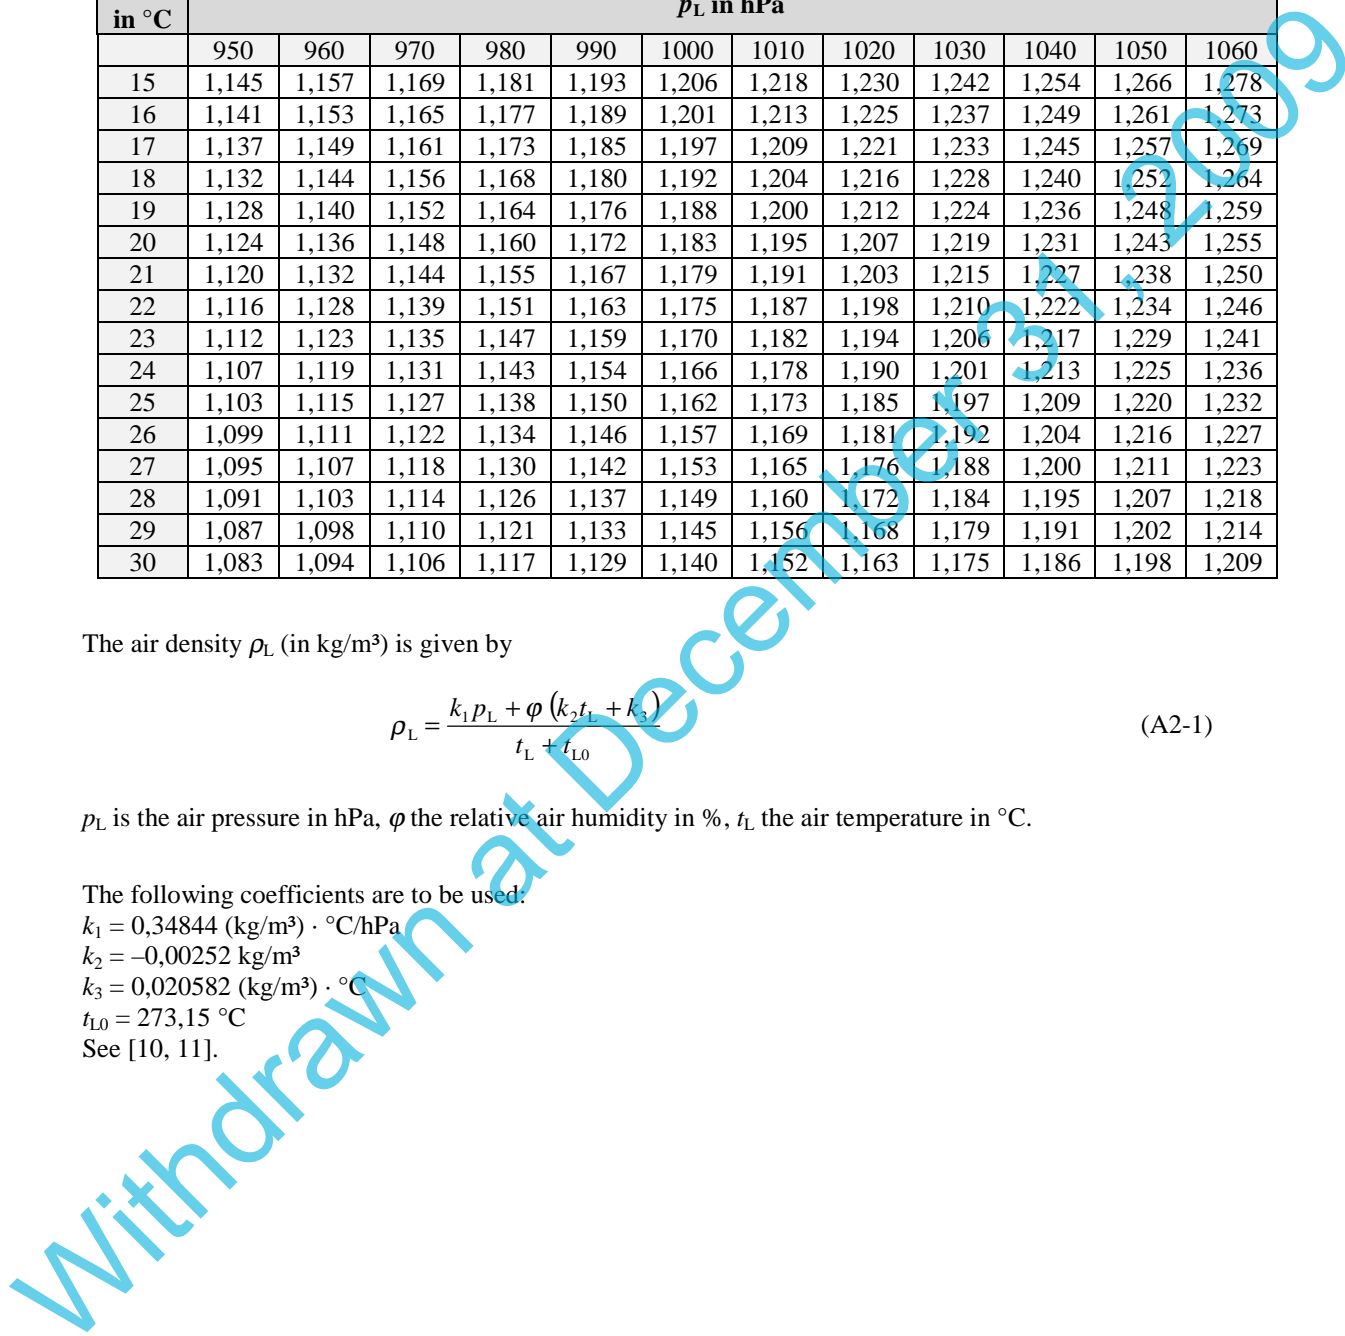 in °C p_L in hPa
950 960 970 980 990 1000 1010 1020 1030 1040 1050 1060
15 1,145 1,157 1,169 1,181 1,193 1,206 1,218 1,230 1,242 1,254 1,266 1,278
16 1,141 1,153 1,165 1,177 1,189 1,201 1,213 1,225 1,237 1,249 1,261 1,273
17 1,137 1,149 1,161 1,173 1,185 1,197 1,209 1,221 1,233 1,245 1,257 1,269
18 1,132 1,144 1,156 1,168 1,180 1,192 1,204 1,216 1,228 1,240 1,252 1,264
19 1,128 1,140 1,152 1,164 1,176 1,188 1,200 1,212 1,224 1,236 1,248 1,259
20 1,124 1,136 1,148 1,160 1,172 1,183 1,195 1,207 1,219 1,231 1,243 1,255
21 1,120 1,132 1,144 1,155 1,167 1,179 1,191 1,203 1,215 1,227 1,238 1,250
22 1,116 1,128 1,139 1,151 1,163 1,175 1,187 1,198 1,210 1,222 1,234 1,246
23 1,112 1,123 1,135 1,147 1,159 1,170 1,182 1,194 1,206 1,217 1,229 1,241
24 1,107 1,119 1,131 1,143 1,154 1,166 1,178 1,190 1,201 1,213 1,225 1,236
25 1,103 1,115 1,127 1,138 1,150 1,162 1,173 1,185 1,197 1,209 1,220 1,232
26 1,099 1,111 1,122 1,134 1,146 1,157 1,169 1,181 1,192 1,204 1,216 1,227
27 1,095 1,107 1,118 1,130 1,142 1,153 1,165 1,176 1,188 1,200 1,211 1,223
28 1,091 1,103 1,114 1,126 1,137 1,149 1,160 1,172 1,184 1,195 1,207 1,218
29 1,087 1,098 1,110 1,121 1,133 1,145 1,156 1,168 1,179 1,191 1,202 1,214
30 1,083 1,094 1,106 1,117 1,129 1,140 1,152 1,163 1,175 1,186 1,198 1,209
The air density ρ_L (in kg/m³) is given by
ρ_L = (k₁p_L + φ (k₂t_L + k₃)) / (t_L + t_L0) (A2-1)
p_L is the air pressure in hPa, φ the relative air humidity in %, t_L the air temperature in °C.
The following coefficients are to be used:
k₁ = 0,34844 (kg/m³) · °C/hPa
k₂ = –0,00252 kg/m³
k₃ = 0,020582 (kg/m³) · °C
t_L0 = 273,15 °C
See [10, 11].
Withdrawn at December 31, 2009